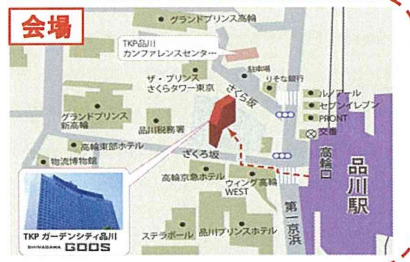 会場
グランドプリンス高輪
TKP品川
カンファレンスセンター
駐車場
りそな銀行
ザ・プリンス
さくらタワー東京
さくら坂
ルノアール
セブンイレブン
PRONT
交番
グランドプリンス
新高輪
品川税務署
高輪東部ホテル
物流博物館
ざくろ坂
高輪口
品川駅
高輪京急ホテル
ウィング高輪
WEST
第一京浜
TKP ガーデンシティ品川
SHINAGAWA GOOS
ステラボール
品川プリンスホテル